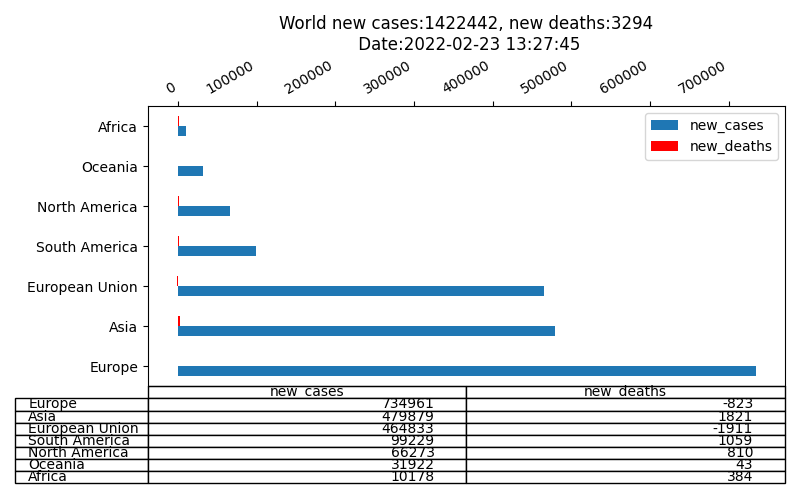 World new cases:1422442, new deaths:3294
Date:2022-02-23 13:27:45
0 100000 200000 300000 400000 500000 600000 700000
new_cases
new_deaths
Africa
Oceania
North America
South America
European Union
Asia
Europe
new_cases new_deaths
Europe 734961 -823
Asia 479879 1821
European Union 464833 -1911
South America 99229 1059
North America 66273 810
Oceania 31922 43
Africa 10178 384